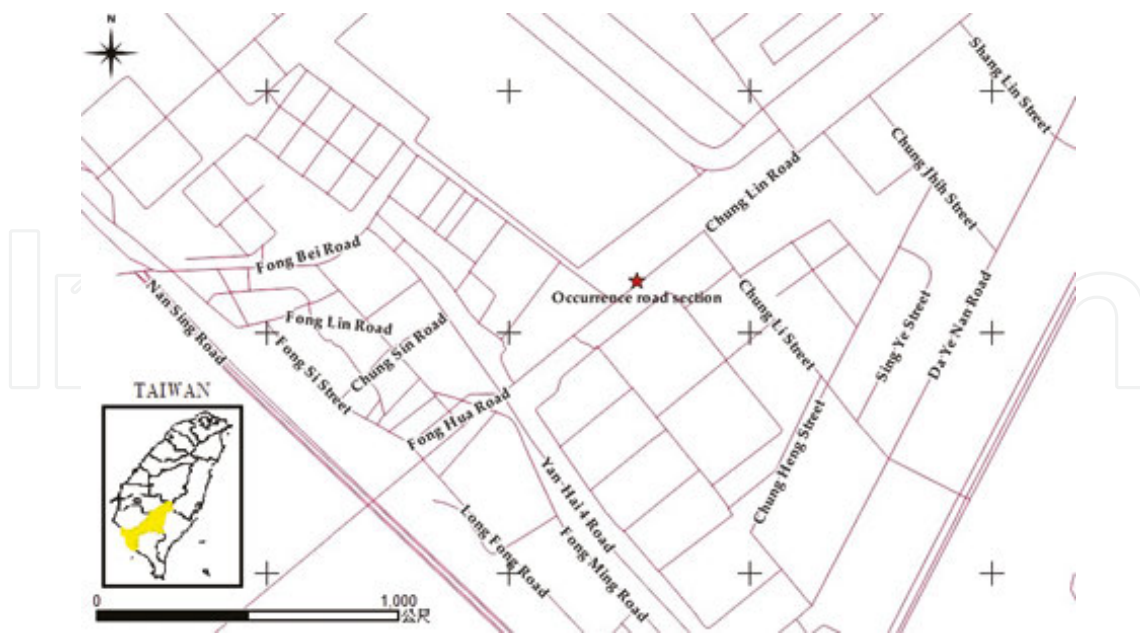 N
Shang Lin Street
Chung Jhih Street
Chung Lin Road
Fong Bei Road
Occurrence road section
Nan Sing Road
Fong Lin Road
Chung Sin Road
Fong Si Street
Chung Li Street
Sing Ye Street
Da Ye Nan Road
TAIWAN
Fong Hua Road
Chung Heng Street
Yan-Hai 4 Road
Long Fong Road
Fong Ming Road
0
1,000
公尺